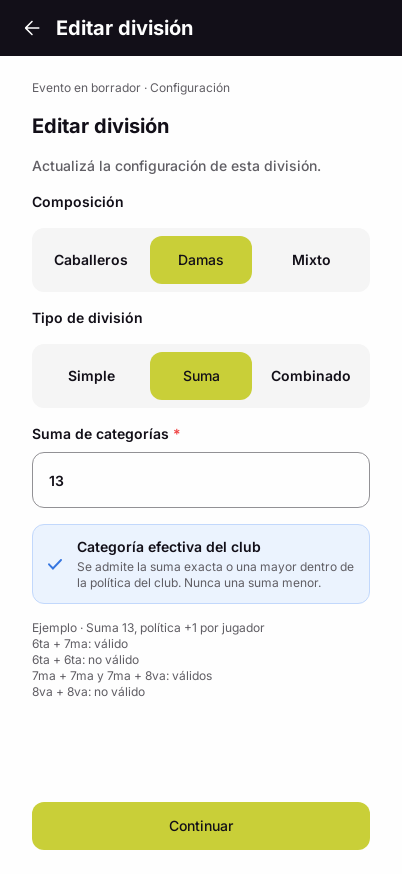 Editar división
Evento en borrador · Configuración
Editar división
Actualizá la configuración de esta división.
Composición
Caballeros
Damas
Mixto
Tipo de división
Simple
Suma
Combinado
Suma de categorías *
13
Categoría efectiva del club
Se admite la suma exacta o una mayor dentro de
la política del club. Nunca una suma menor.
Ejemplo · Suma 13, política +1 por jugador
6ta + 7ma: válido
6ta + 6ta: no válido
7ma + 7ma y 7ma + 8va: válidos
8va + 8va: no válido
Continuar